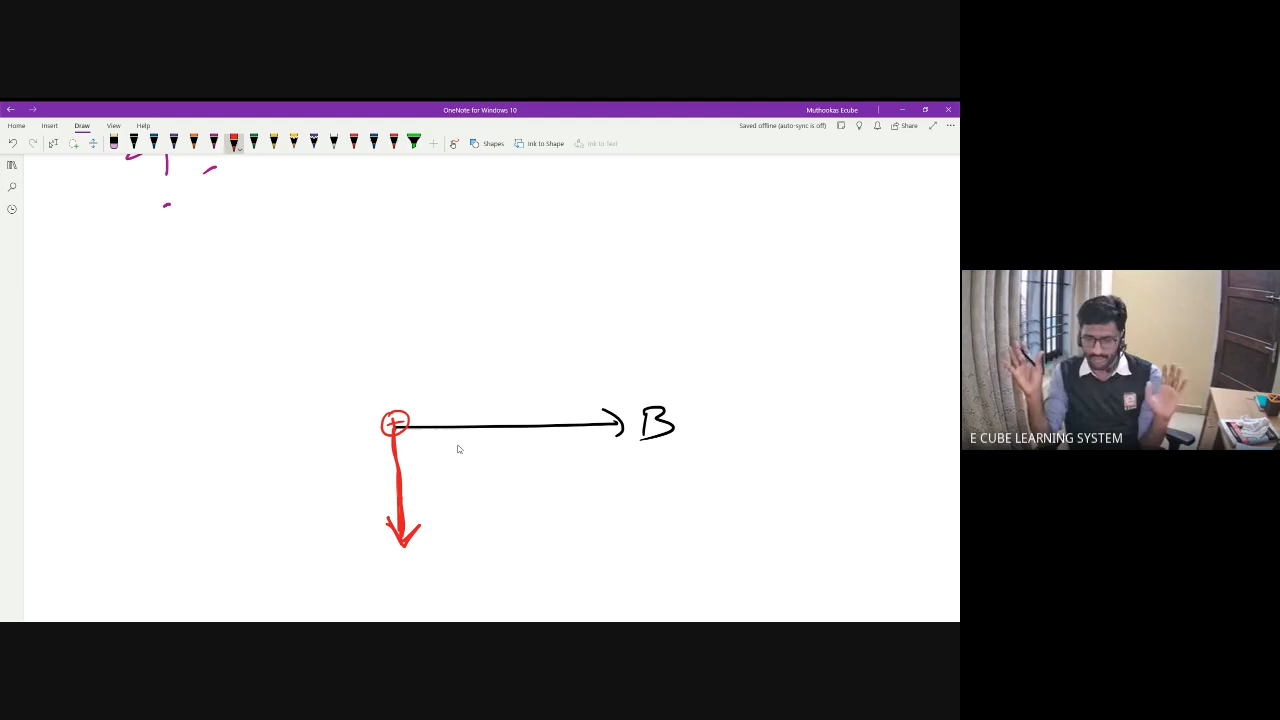 OneNote for Windows 10
Muthookas Ecube
Home Insert Draw View Help
Saved offline (auto-sync is off)
Share
Shapes
Ink to Shape
Ink to Text
+
B
E CUBE LEARNING SYSTEM